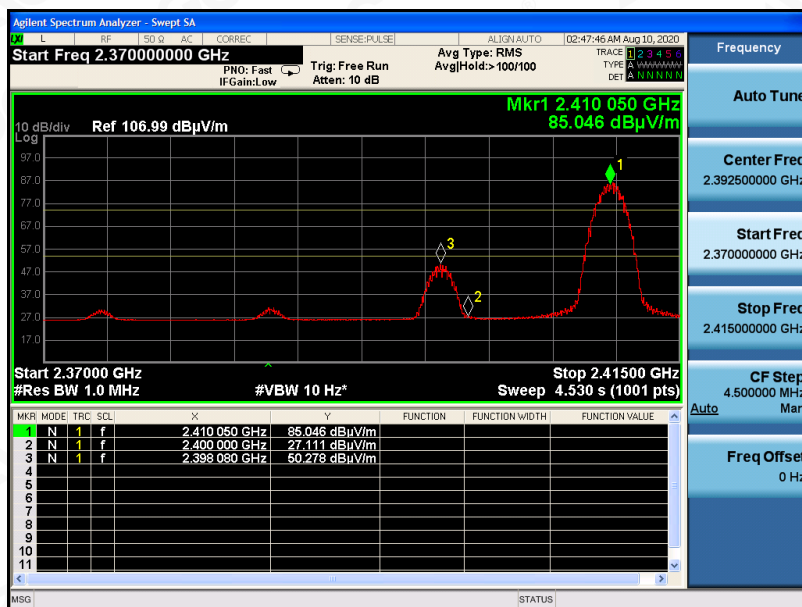 Agilent Spectrum Analyzer - Swept SA
LXI L RF 50 Ω AC CORREC SENSE:PULSE ALIGN AUTO 02:47:46 AM Aug 10, 2020
Start Freq 2.370000000 GHz
PNO: Fast
IFGain:Low
Trig: Free Run
Atten: 10 dB
Avg Type: RMS
Avg|Hold:>100/100
TRACE 1 2 3 4 5 6
TYPE A
DET A N N N N N
Mkr1 2.410 050 GHz
85.046 dBµV/m
10 dB/div Ref 106.99 dBµV/m
Log
97.0
87.0
77.0
67.0
57.0
47.0
37.0
27.0
17.0
1
3
2
Start 2.37000 GHz Stop 2.41500 GHz
#Res BW 1.0 MHz #VBW 10 Hz* Sweep 4.530 s (1001 pts)
MKR MODE TRC SCL X Y FUNCTION FUNCTION WIDTH FUNCTION VALUE
1 N 1 f 2.410 050 GHz 85.046 dBµV/m
2 N 1 f 2.400 000 GHz 27.111 dBµV/m
3 N 1 f 2.398 080 GHz 50.278 dBµV/m
4
5
6
7
8
9
10
11
MSG STATUS
Frequency
Auto Tune
Center Freq
2.392500000 GHz
Start Freq
2.370000000 GHz
Stop Freq
2.415000000 GHz
CF Step
4.500000 MHz
Auto Man
Freq Offset
0 Hz